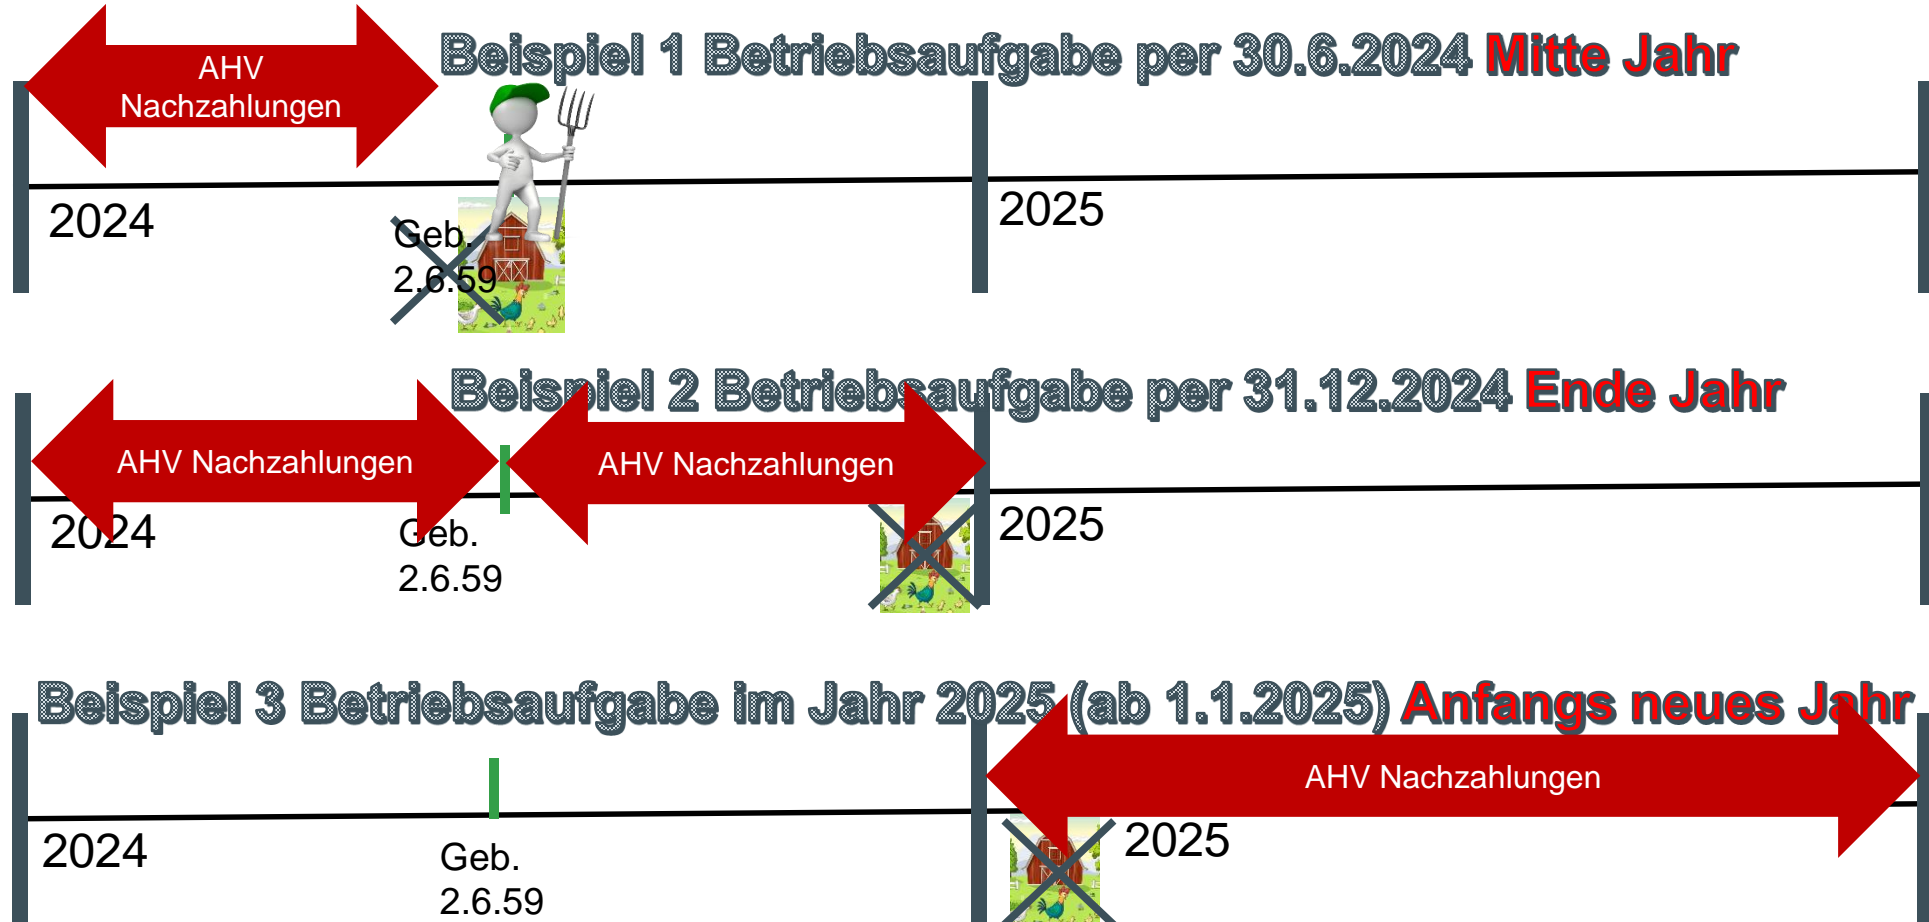 Beispiel 1 Betriebsaufgabe per 30.6.2024 Mitte Jahr
AHV
Nachzahlungen
2024
Geb.
2.6.59
2025
Beispiel 2 Betriebsaufgabe per 31.12.2024 Ende Jahr
AHV Nachzahlungen
AHV Nachzahlungen
2024
Geb.
2.6.59
2025
Beispiel 3 Betriebsaufgabe im Jahr 2025 (ab 1.1.2025) Anfangs neues Jahr
AHV Nachzahlungen
2024
Geb.
2.6.59
2025